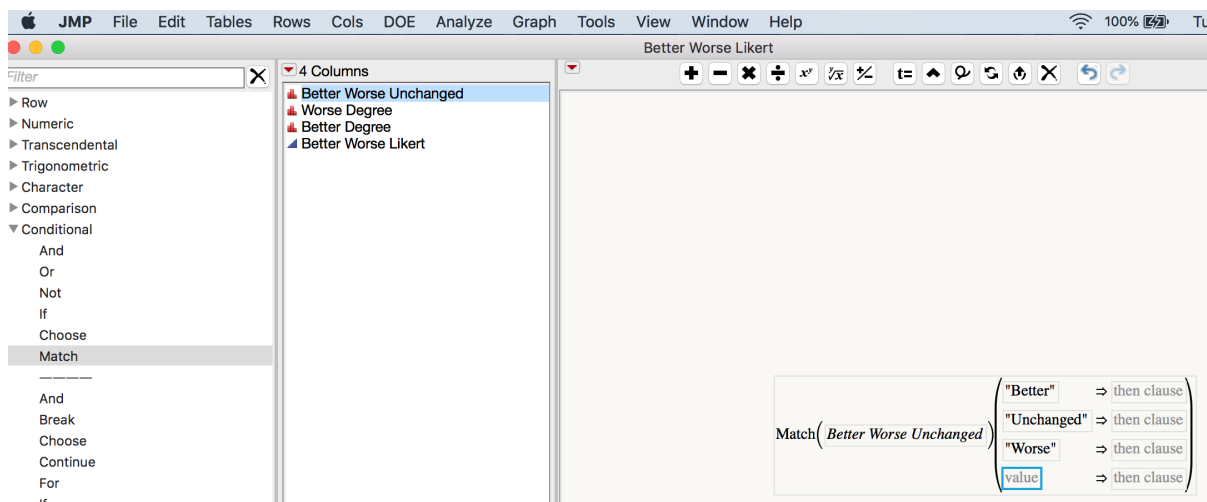 JMP File Edit Tables Rows Cols DOE Analyze Graph Tools View Window Help 100% Tu
Better Worse Likert
Filter
4 Columns
Row
Numeric
Transcendental
Trigonometric
Character
Comparison
Conditional
And
Or
Not
If
Choose
Match
————
And
Break
Choose
Continue
For
If
Better Worse Unchanged
Worse Degree
Better Degree
Better Worse Likert
xʸ ʸ√x +⁄− t=
Match( Better Worse Unchanged )
"Better" ⇒ then clause
"Unchanged" ⇒ then clause
"Worse" ⇒ then clause
value ⇒ then clause